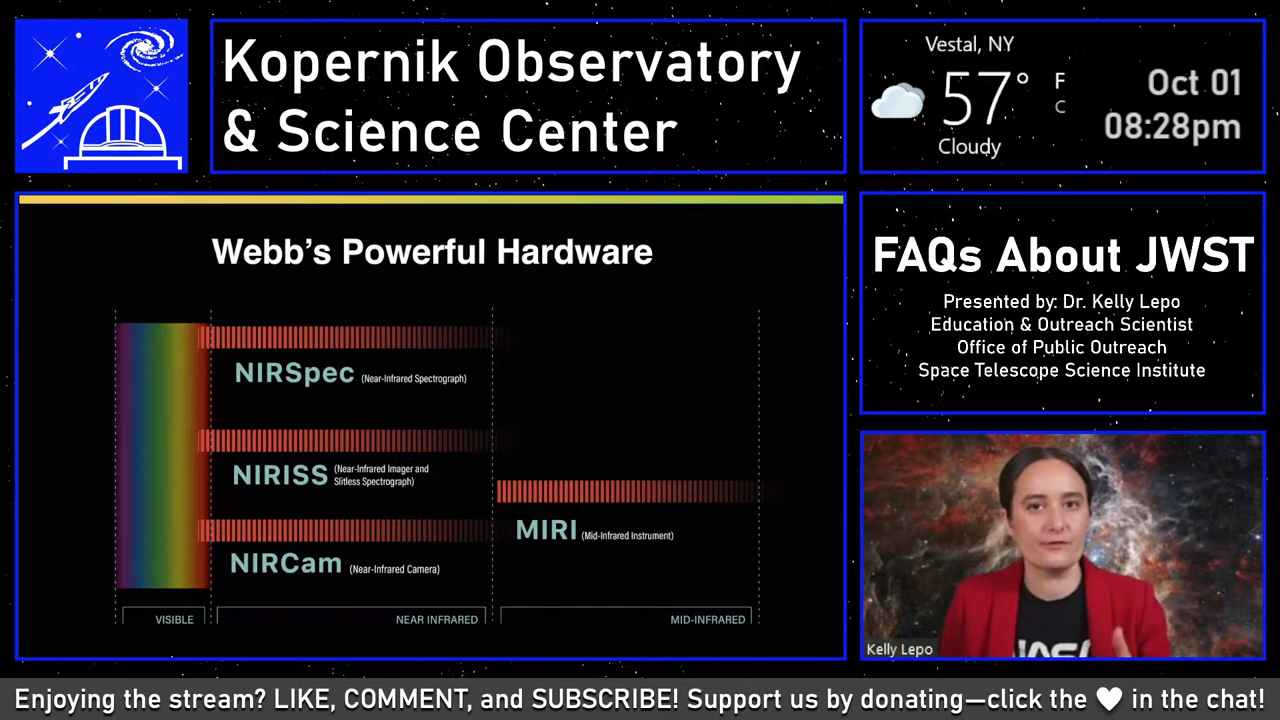 Kopernik Observatory
& Science Center
Vestal, NY
57° F
C
Cloudy
Oct 01
08:28pm
Webb's Powerful Hardware
NIRSpec (Near-Infrared Spectrograph)
NIRISS (Near-Infrared Imager and
Slitless Spectrograph)
MIRI (Mid-Infrared Instrument)
NIRCam (Near-Infrared Camera)
VISIBLE
NEAR INFRARED
MID-INFRARED
FAQs About JWST
Presented by: Dr. Kelly Lepo
Education & Outreach Scientist
Office of Public Outreach
Space Telescope Science Institute
NASA
Kelly Lepo
Enjoying the stream? LIKE, COMMENT, and SUBSCRIBE! Support us by donating—click the ♥ in the chat!